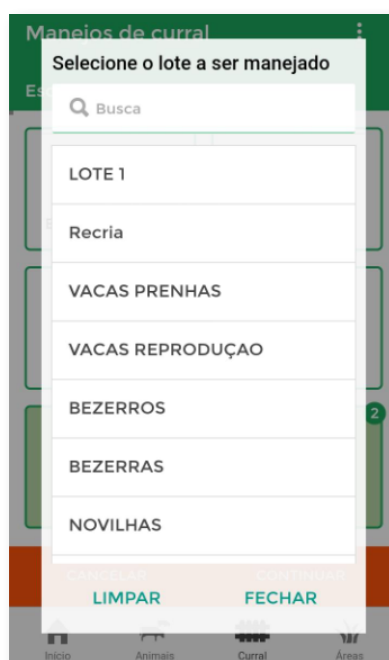 Manejos de curral
Selecione o lote a ser manejado
Es
Busca
LOTE 1
Recria
VACAS PRENHAS
VACAS REPRODUÇAO
BEZERROS
2
BEZERRAS
NOVILHAS
CANCELAR CONTINUAR
LIMPAR FECHAR
Início Animais Curral Áreas